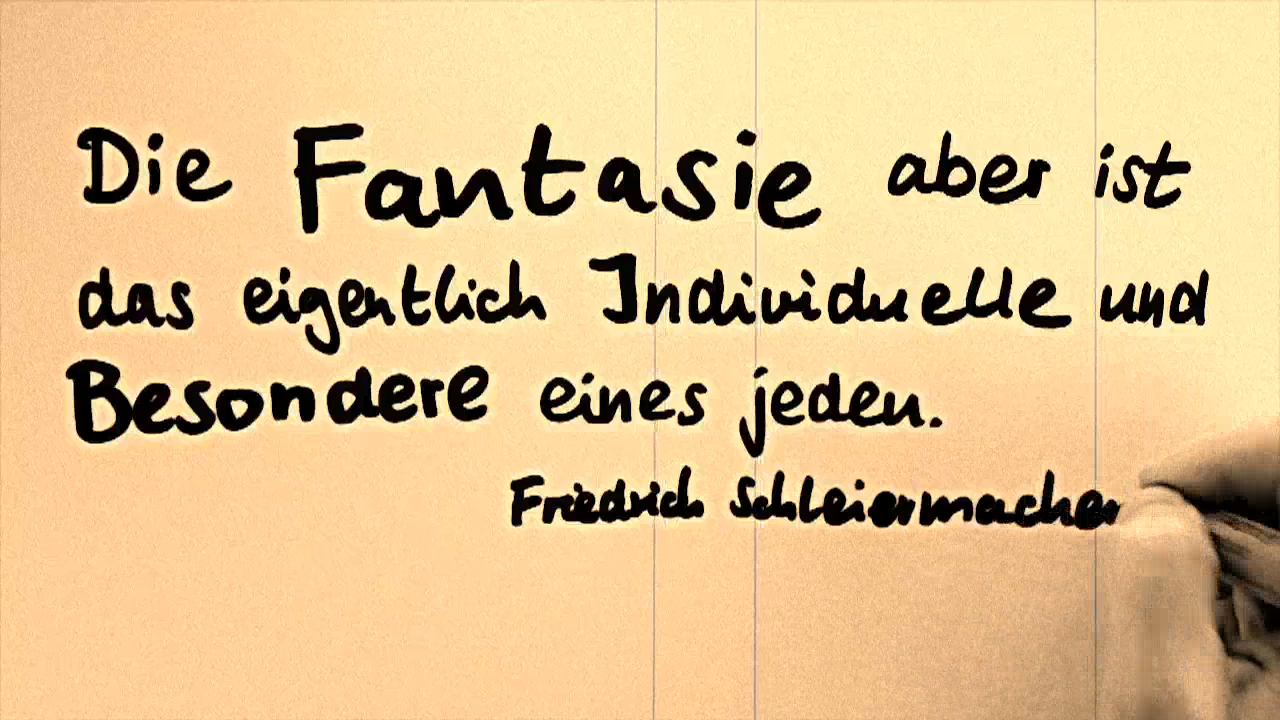 Die Fantasie aber ist
das eigentlich Individuelle und
Besondere eines jeden.
Friedrich Schleiermacher